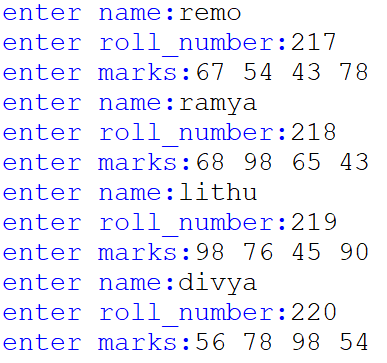 enter name:remo
enter roll_number:217
enter marks:67 54 43 78
enter name:ramya
enter roll_number:218
enter marks:68 98 65 43
enter name:lithu
enter roll_number:219
enter marks:98 76 45 90
enter name:divya
enter roll_number:220
enter marks:56 78 98 54